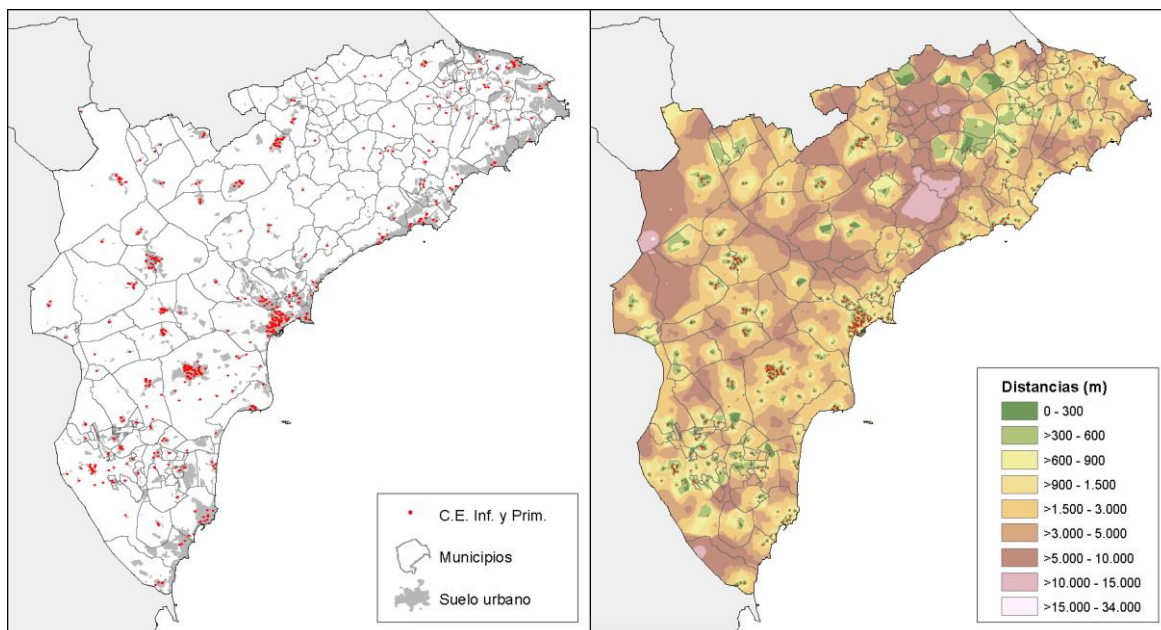 C.E. Inf. y Prim.
Municipios
Suelo urbano
Distancias (m)
0 - 300
>300 - 600
>600 - 900
>900 - 1.500
>1.500 - 3.000
>3.000 - 5.000
>5.000 - 10.000
>10.000 - 15.000
>15.000 - 34.000